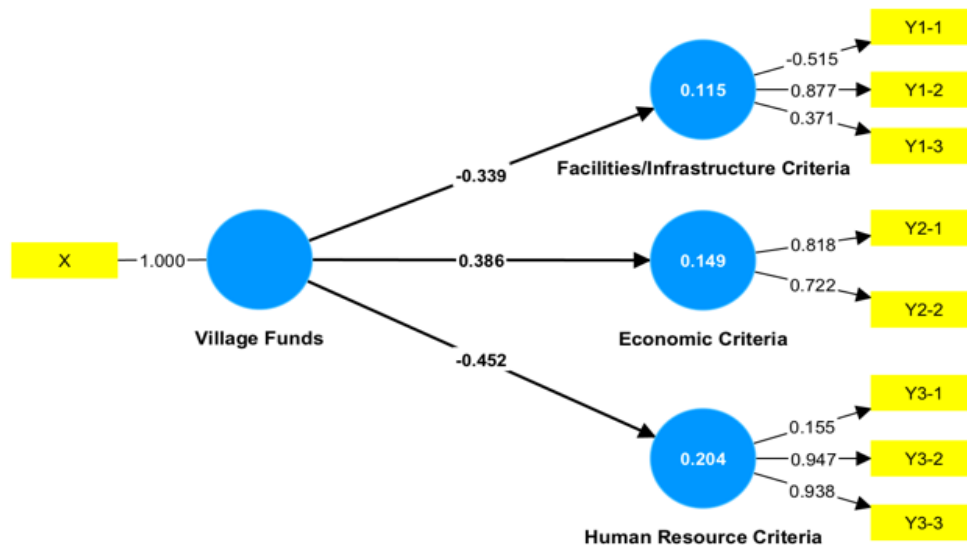 Y1-1
-0.515
0.115
0.877
Y1-2
0.371
Y1-3
Facilities/Infrastructure Criteria
-0.339
X
1.000
Village Funds
0.386
0.149
0.818
Y2-1
0.722
Y2-2
Economic Criteria
-0.452
0.204
0.155
Y3-1
0.947
Y3-2
0.938
Y3-3
Human Resource Criteria